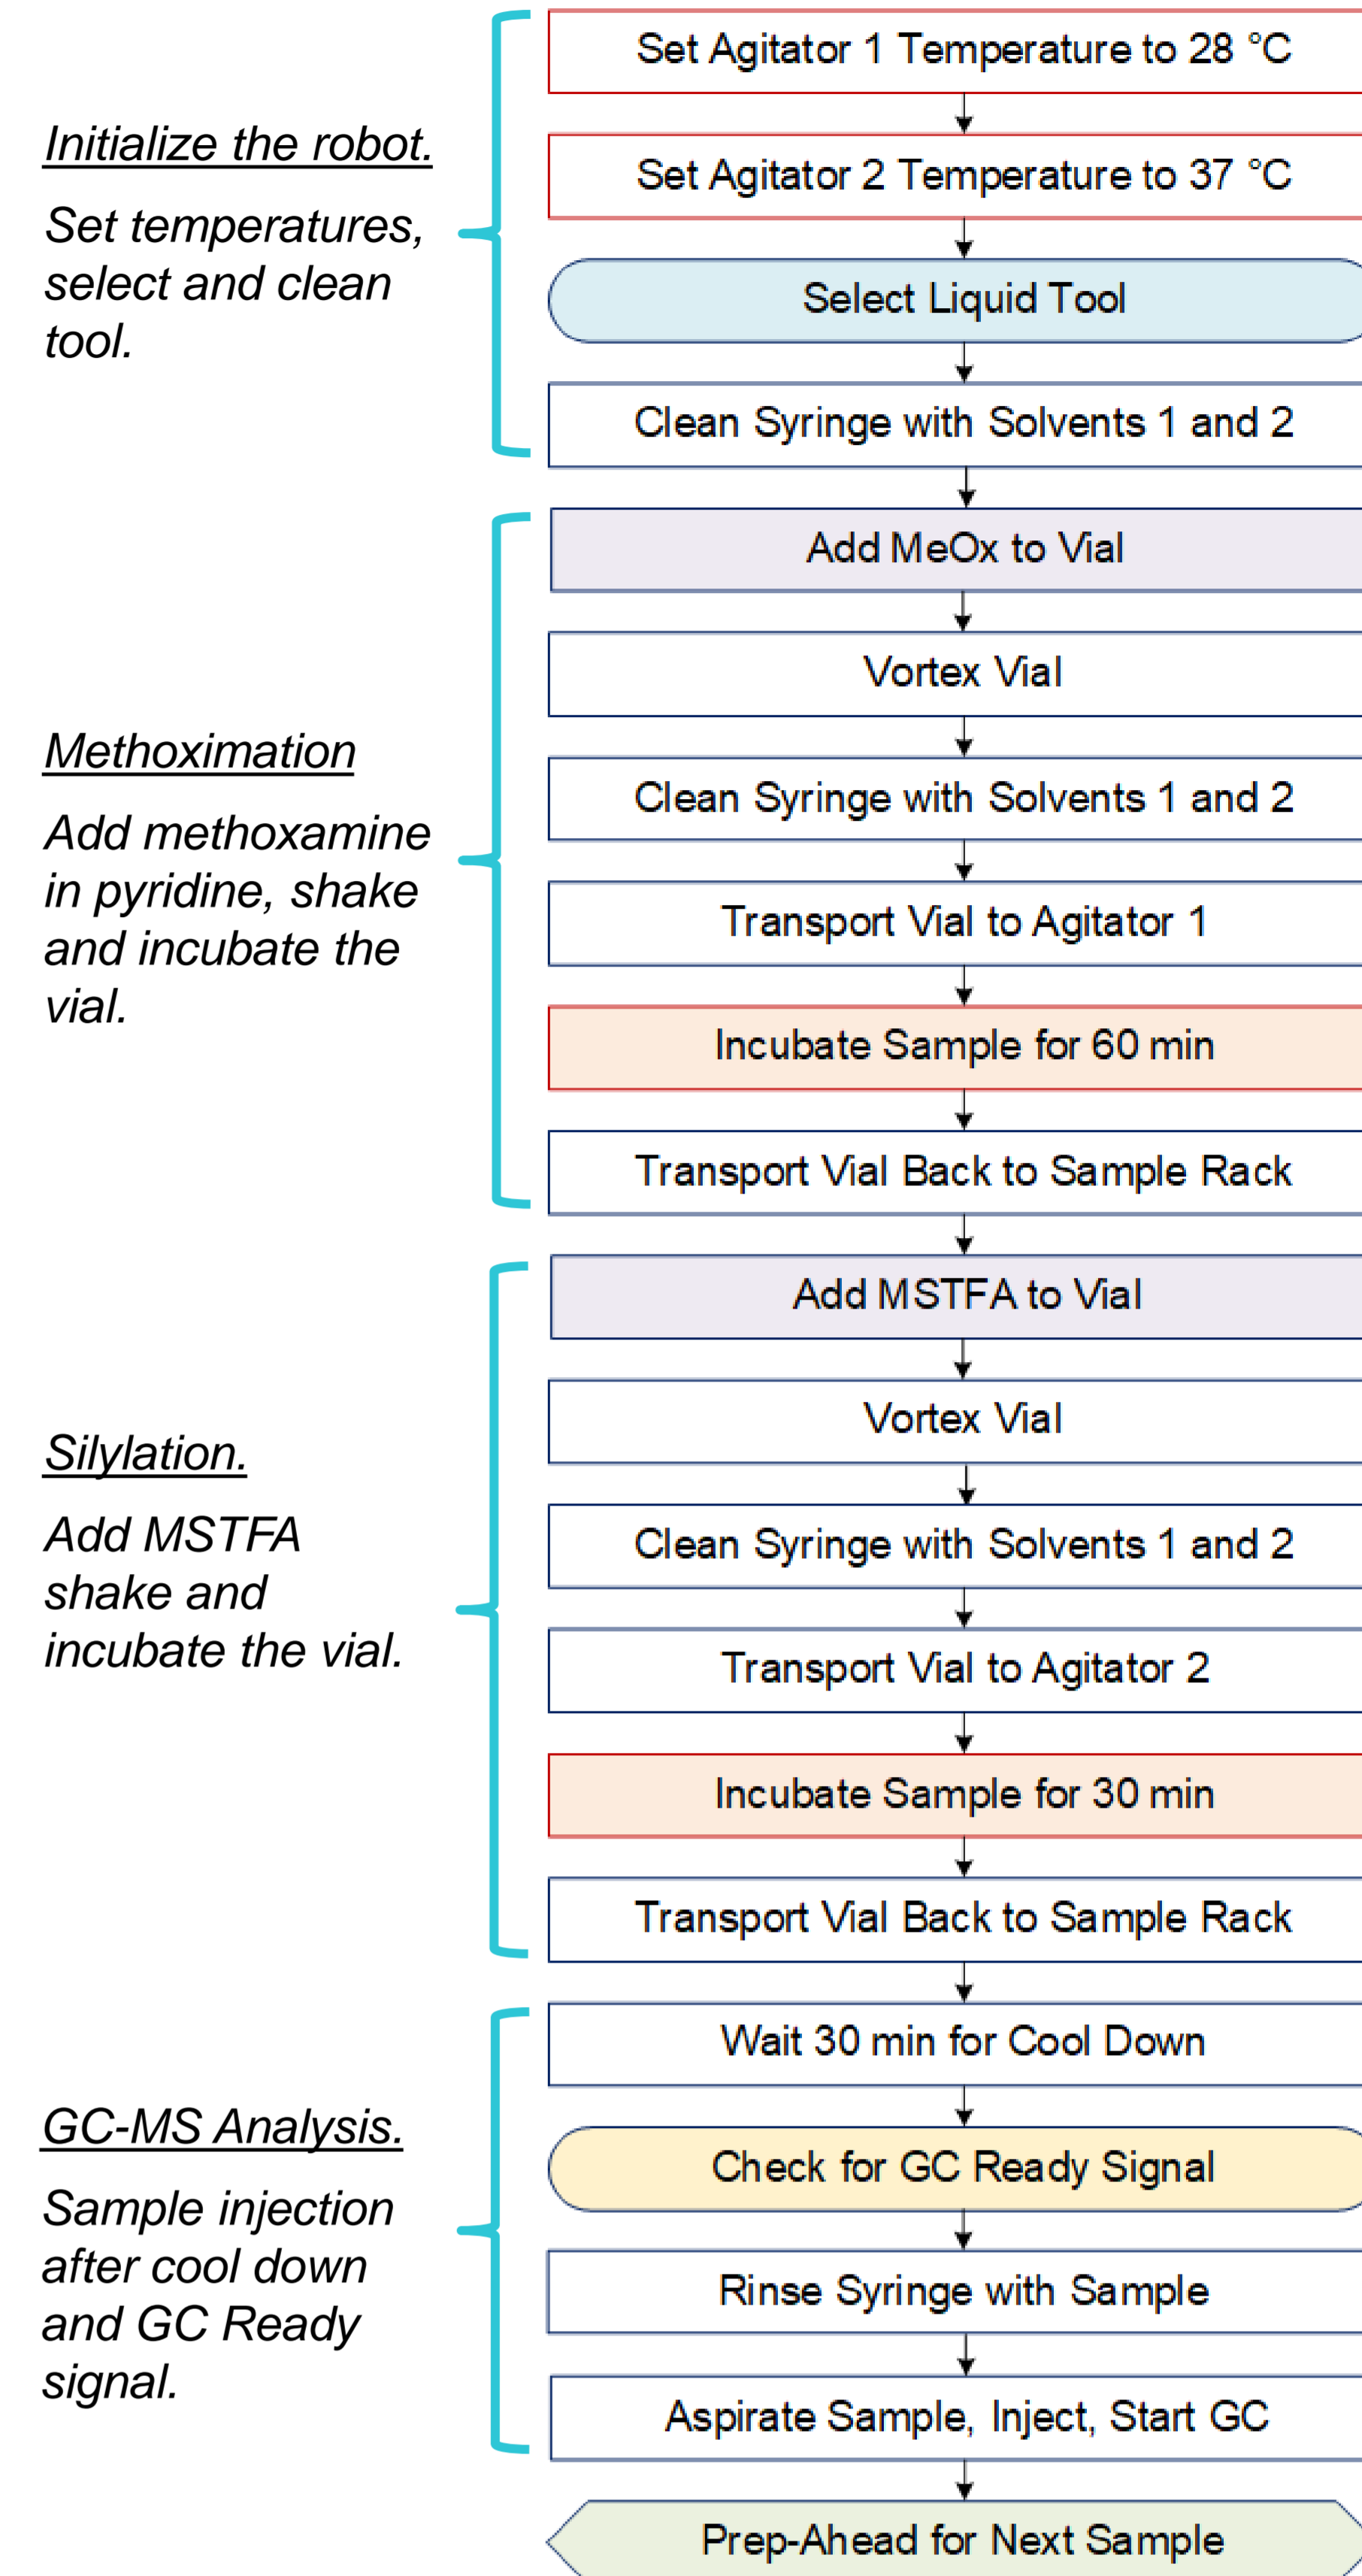 Set Agitator 1 Temperature to 28 °C
Initialize the robot.
Set Agitator 2 Temperature to 37 °C
Set temperatures,
select and clean
tool.
Select Liquid Tool
Clean Syringe with Solvents 1 and 2
Add MeOx to Vial
Vortex Vial
Methoximation
Add methoxamine
in pyridine, shake
and incubate the
vial.
Clean Syringe with Solvents 1 and 2
Transport Vial to Agitator 1
Incubate Sample for 60 min
Transport Vial Back to Sample Rack
Add MSTFA to Vial
Vortex Vial
Silylation.
Add MSTFA
shake and
incubate the vial.
Clean Syringe with Solvents 1 and 2
Transport Vial to Agitator 2
Incubate Sample for 30 min
Transport Vial Back to Sample Rack
Wait 30 min for Cool Down
GC-MS Analysis.
Sample injection
after cool down
and GC Ready
signal.
Check for GC Ready Signal
Rinse Syringe with Sample
Aspirate Sample, Inject, Start GC
Prep-Ahead for Next Sample